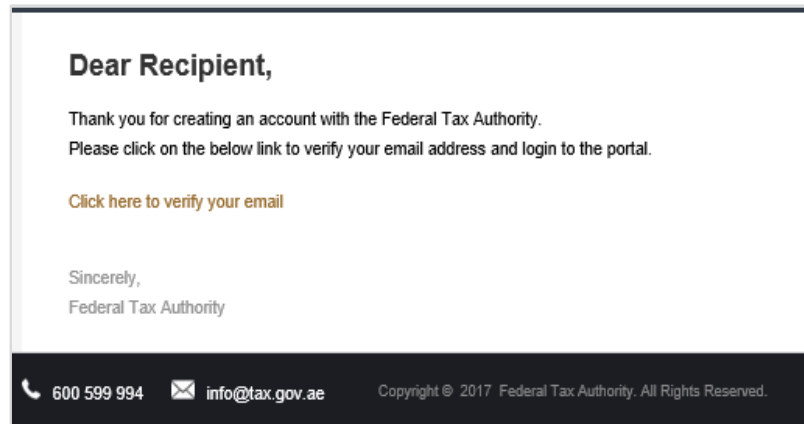 Dear Recipient,
Thank you for creating an account with the Federal Tax Authority.
Please click on the below link to verify your email address and login to the portal.
Click here to verify your email
Sincerely,
Federal Tax Authority
600 599 994 info@tax.gov.ae Copyright © 2017 Federal Tax Authority. All Rights Reserved.